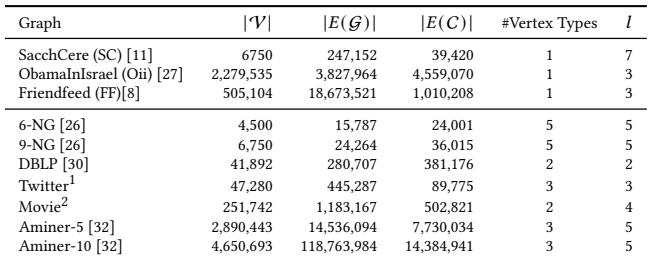 Graph |𝒱| |E(𝒢)| |E(C)| #Vertex Types l
SacchCere (SC) [11] 6750 247,152 39,420 1 7
ObamaInIsrael (Oii) [27] 2,279,535 3,827,964 4,559,070 1 3
Friendfeed (FF)[8] 505,104 18,673,521 1,010,208 1 3
6-NG [26] 4,500 15,787 24,001 5 5
9-NG [26] 6,750 24,264 36,015 5 5
DBLP [30] 41,892 280,707 381,176 2 2
Twitter¹ 47,280 445,287 89,775 3 3
Movie² 251,742 1,183,167 502,821 2 4
Aminer-5 [32] 2,890,443 14,536,094 7,730,034 3 5
Aminer-10 [32] 4,650,693 118,763,984 14,384,941 3 5